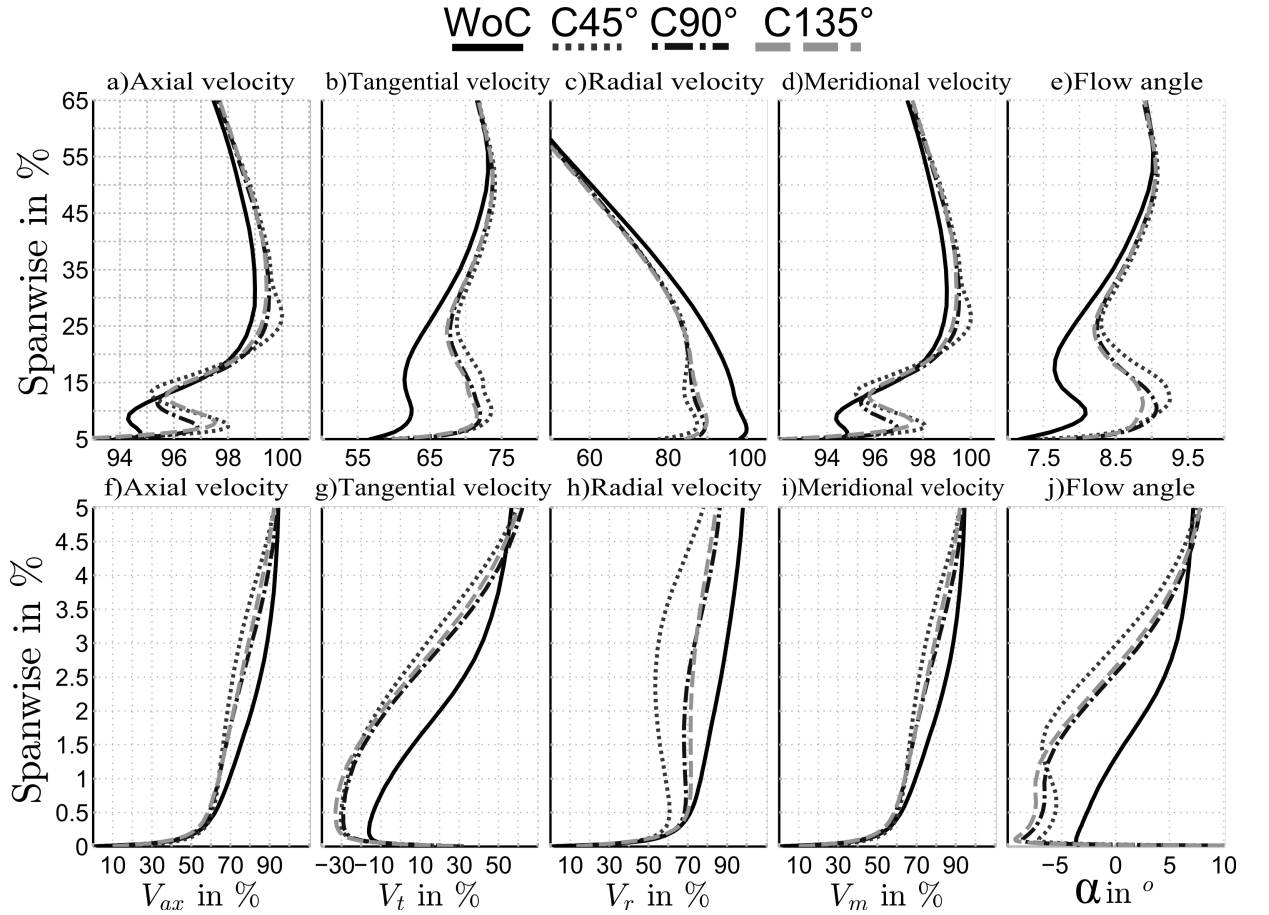 WoC C45° C90° C135°
a)Axial velocity b)Tangential velocity c)Radial velocity d)Meridional velocity e)Flow angle
Spanwise in %
65
55
45
35
25
15
5
94 96 98 100 55 65 75 60 80 100 94 96 98 100 7.5 8.5 9.5
f)Axial velocity g)Tangential velocity h)Radial velocity i)Meridional velocity j)Flow angle
Spanwise in %
5
4.5
4
3.5
3
2.5
2
1.5
1
0.5
0
10 30 50 70 90 −30 −10 10 30 50 10 30 50 70 90 10 30 50 70 90 −5 0 5 10
Vax in % Vt in % Vr in % Vm in % α in °